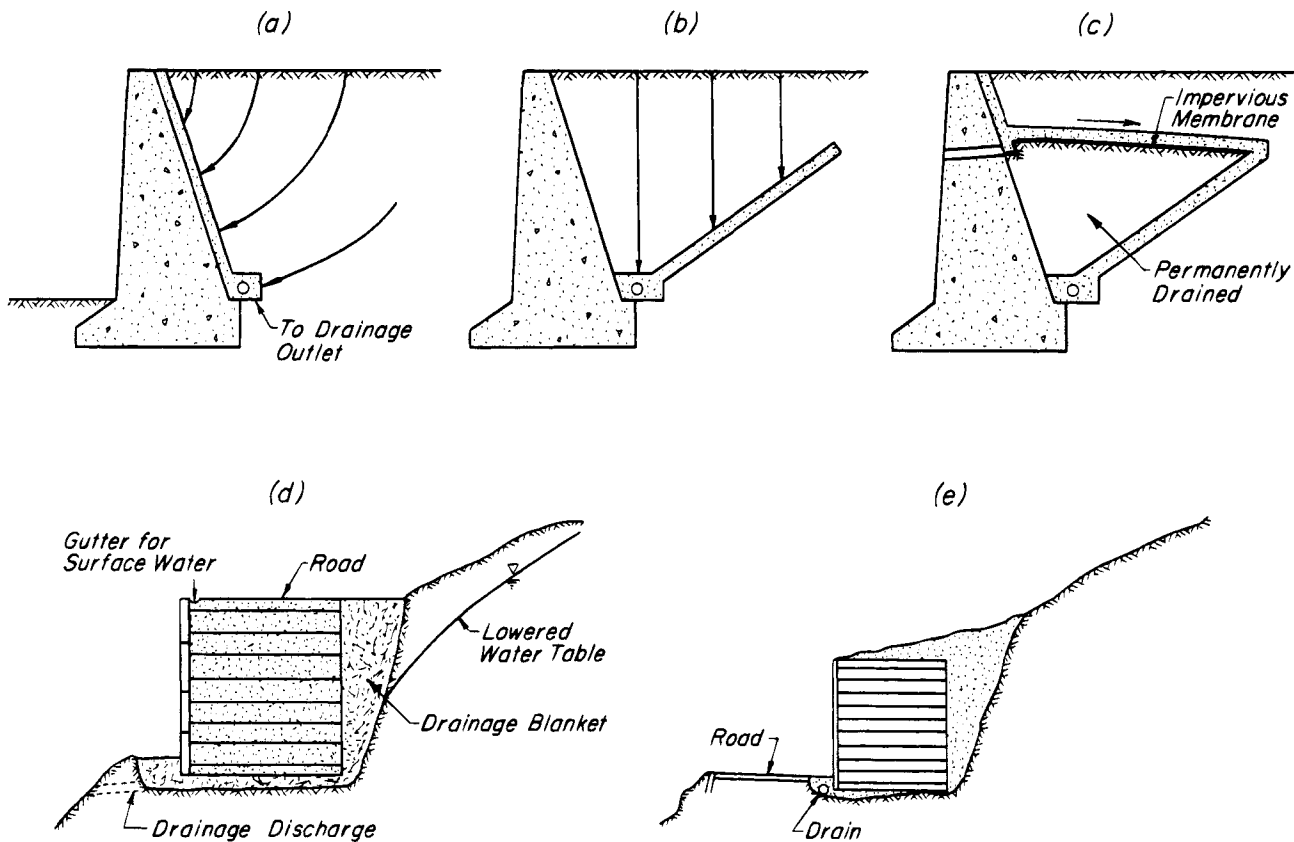 (a)
(b)
(c)
Impervious
Membrane
Permanently
Drained
To Drainage
Outlet
(d)
(e)
Gutter for
Surface Water
Road
Lowered
Water Table
Drainage Blanket
Road
Drainage Discharge
Drain